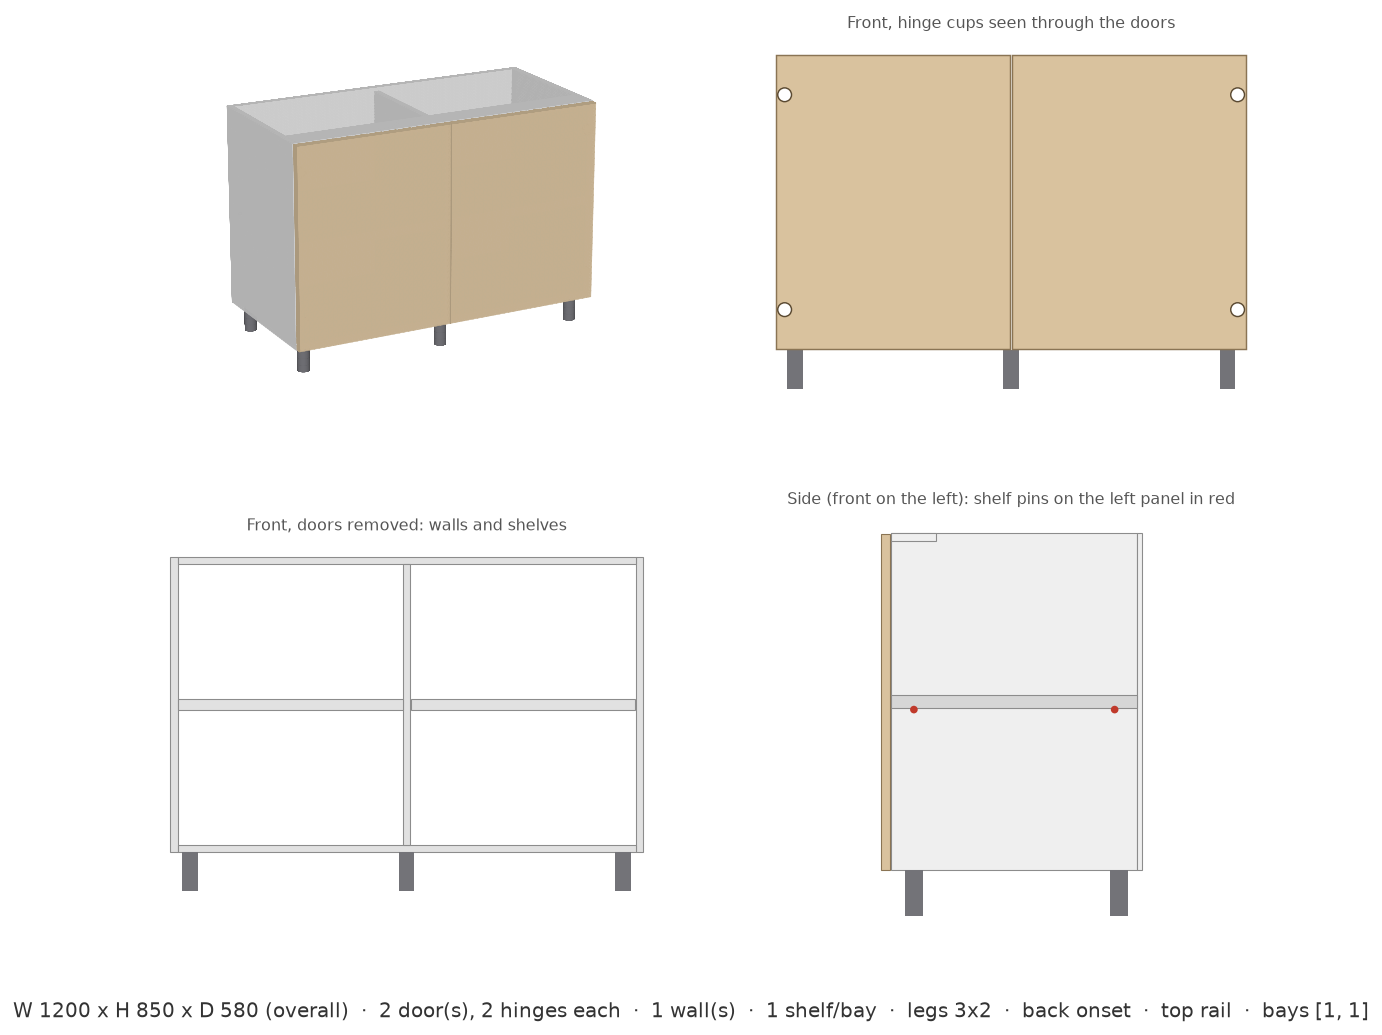 Front, hinge cups seen through the doors
Side (front on the left): shelf pins on the left panel in red
Front, doors removed: walls and shelves
W 1200 x H 850 x D 580 (overall)  ·  2 door(s), 2 hinges each  ·  1 wall(s)  ·  1 shelf/bay  ·  legs 3x2  ·  back onset  ·  top rail  ·  bays [1, 1]